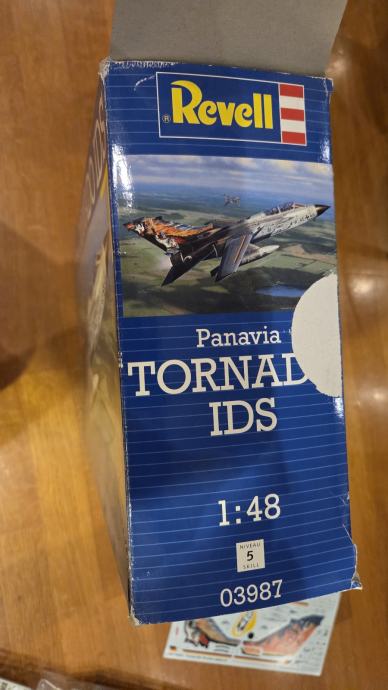 ® Revell
Panavia
TORNAD
IDS
1:48
NIVEAU
5
SKILL
03987